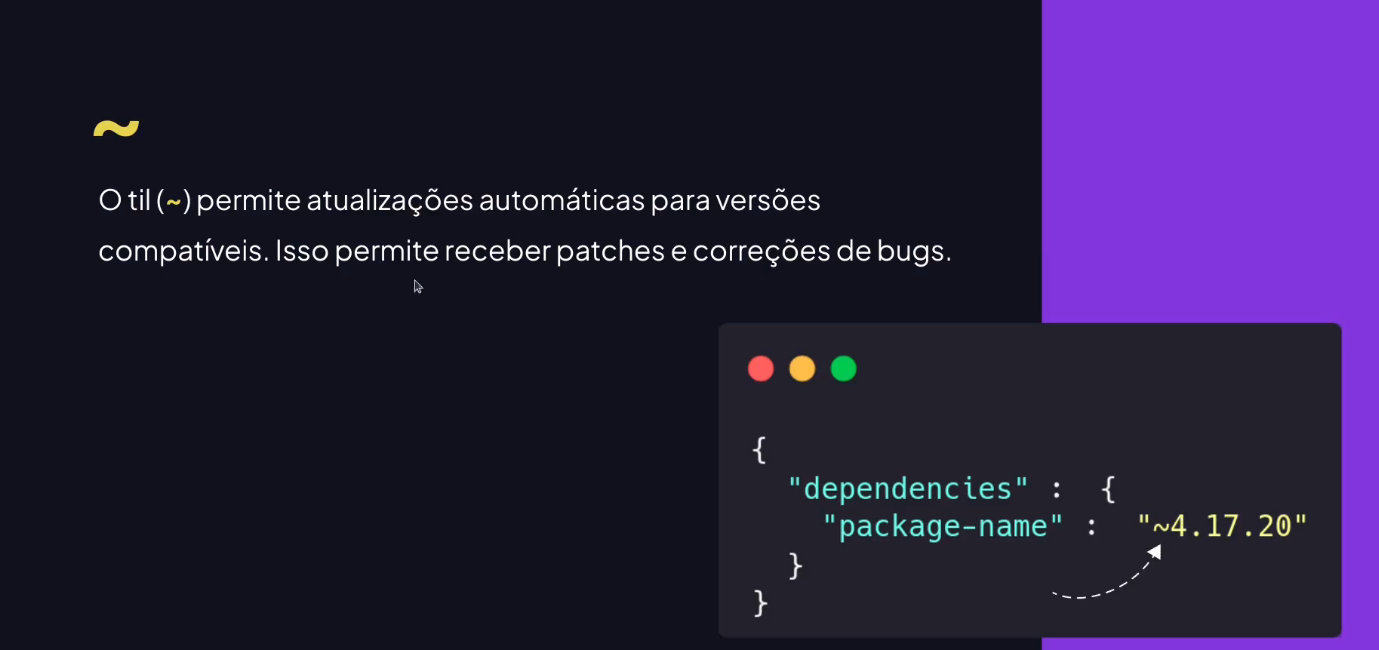 ~
O til (~) permite atualizações automáticas para versões
compatíveis. Isso permite receber patches e correções de bugs.
{
"dependencies" : {
"package-name" : "~4.17.20"
}
}